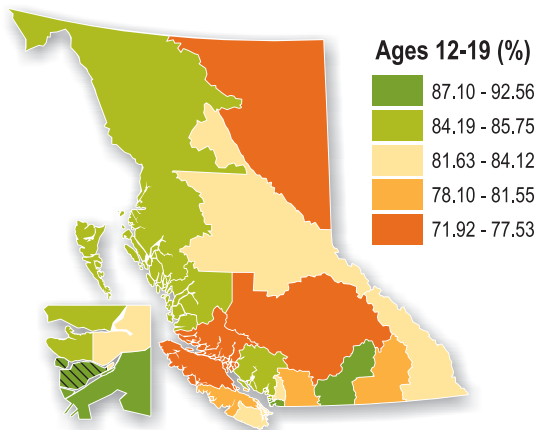 Ages 12-19 (%)
87.10 - 92.56
84.19 - 85.75
81.63 - 84.12
78.10 - 81.55
71.92 - 77.53